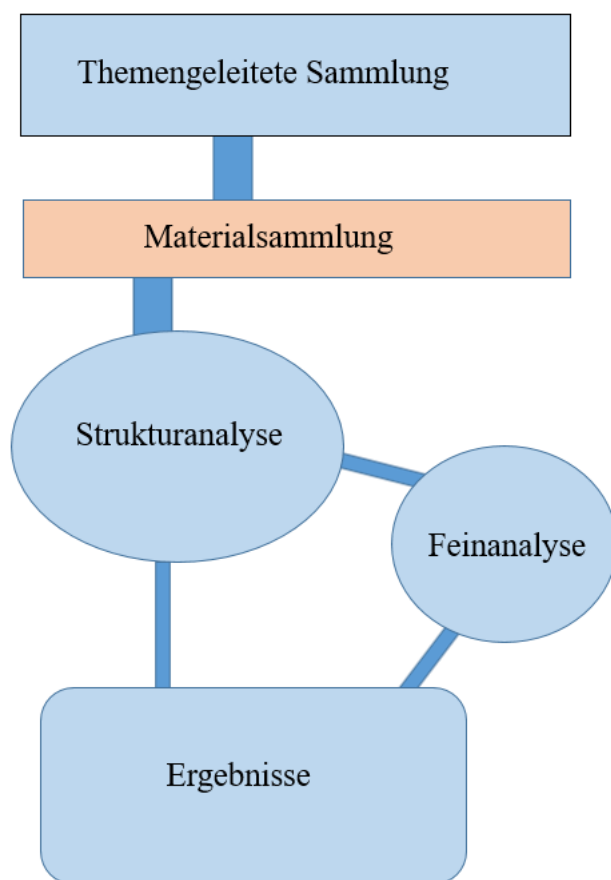 Themengeleitete Sammlung
Materialsammlung
Strukturanalyse
Feinanalyse
Ergebnisse